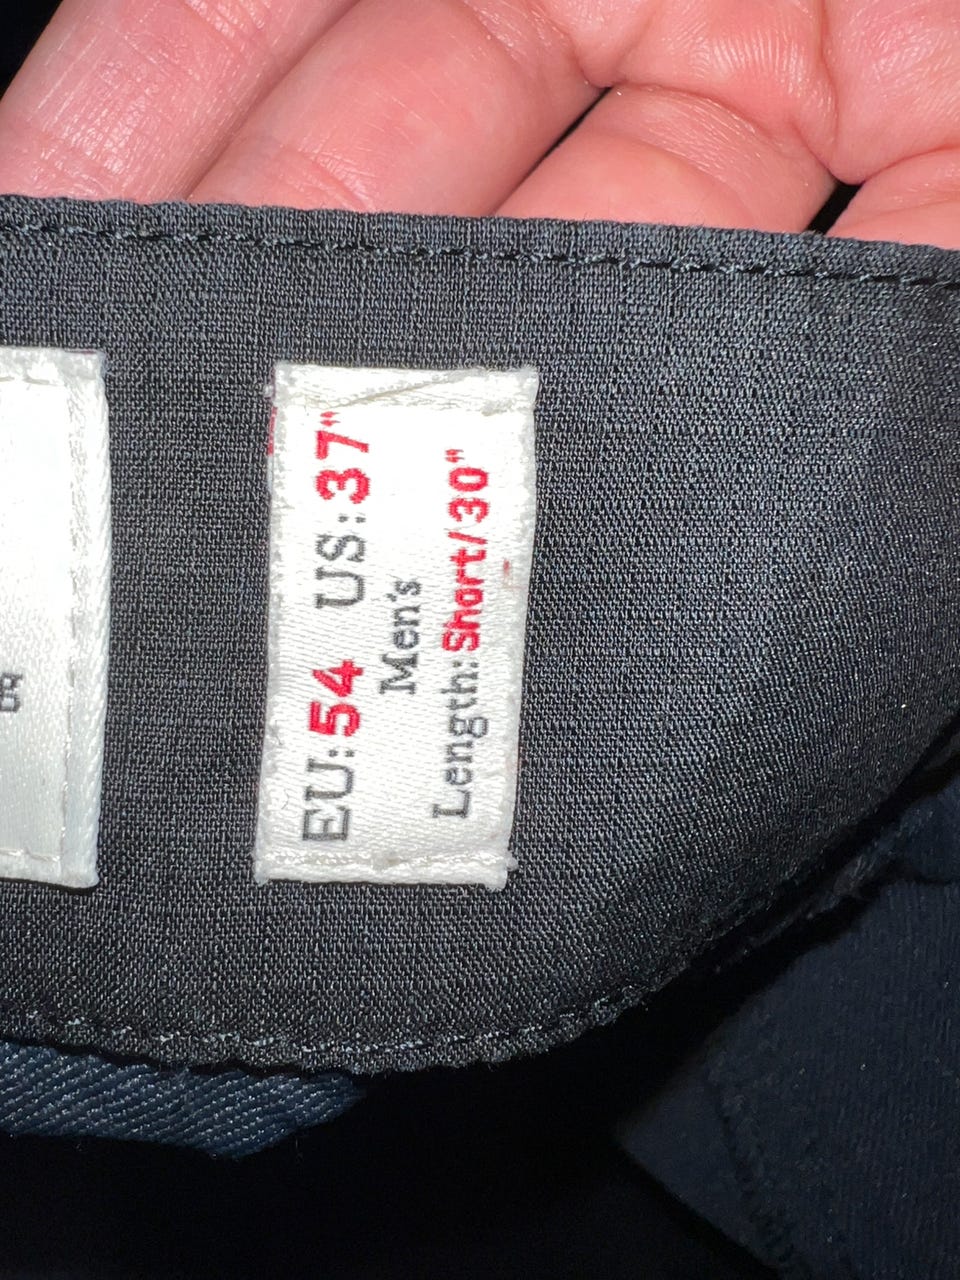 EU: 54 US: 37"
Men's
Length: Short/30"